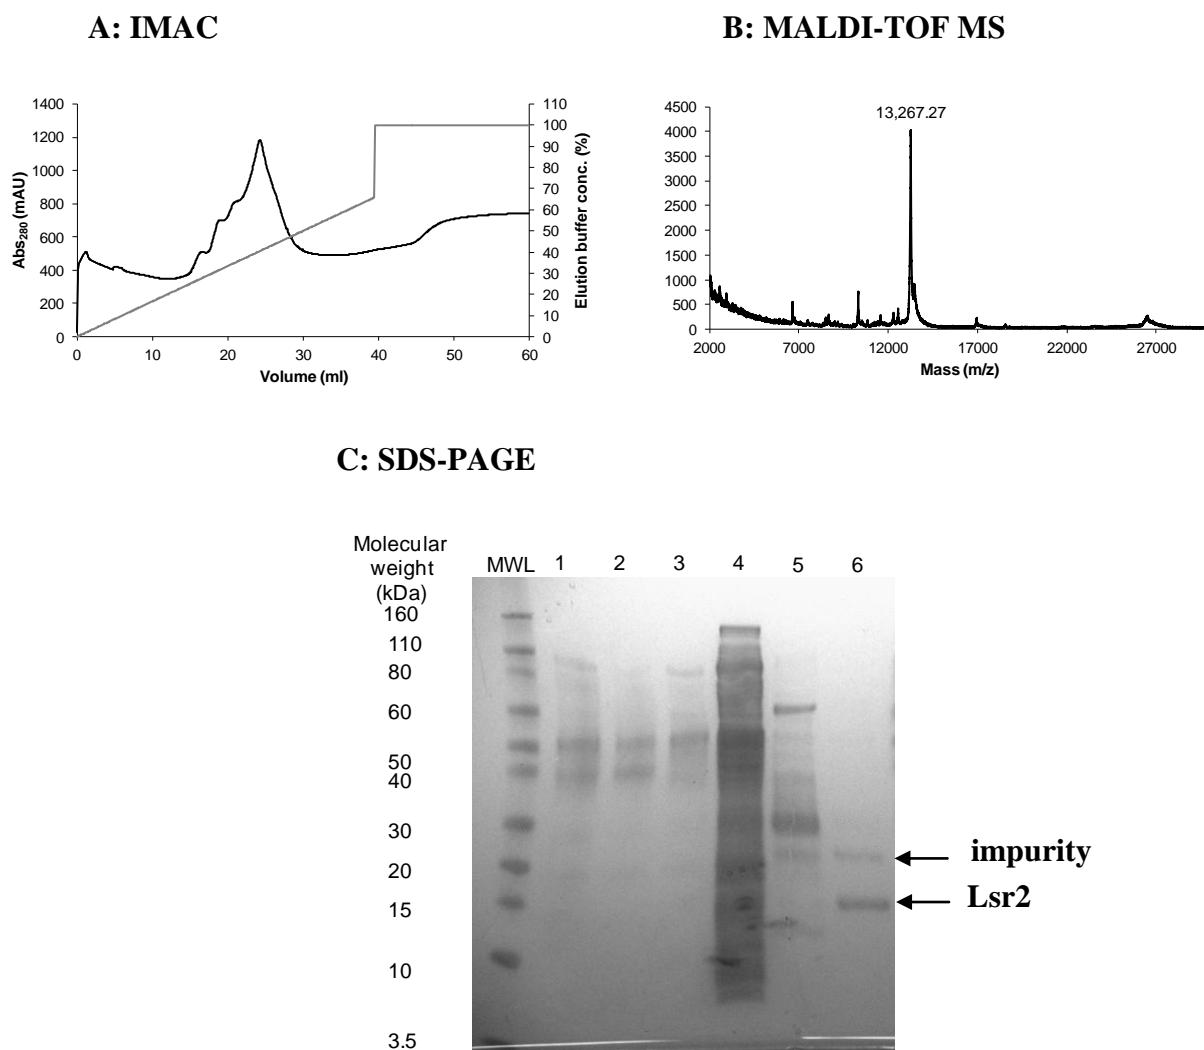 A: IMAC
B: MALDI-TOF MS
1400
1200
1000
800
600
400
200
0
Abs280 (mAU)
110
100
90
80
70
60
50
40
30
20
10
0
Elution buffer conc. (%)
0 10 20 30 40 50 60
Volume (ml)
13,267.27
4500
4000
3500
3000
2500
2000
1500
1000
500
0
2000 7000 12000 17000 22000 27000
Mass (m/z)
C: SDS-PAGE
Molecular
weight
(kDa)
MWL 1 2 3 4 5 6
160
110
80
60
50
40
30
20
15
10
3.5
impurity
Lsr2